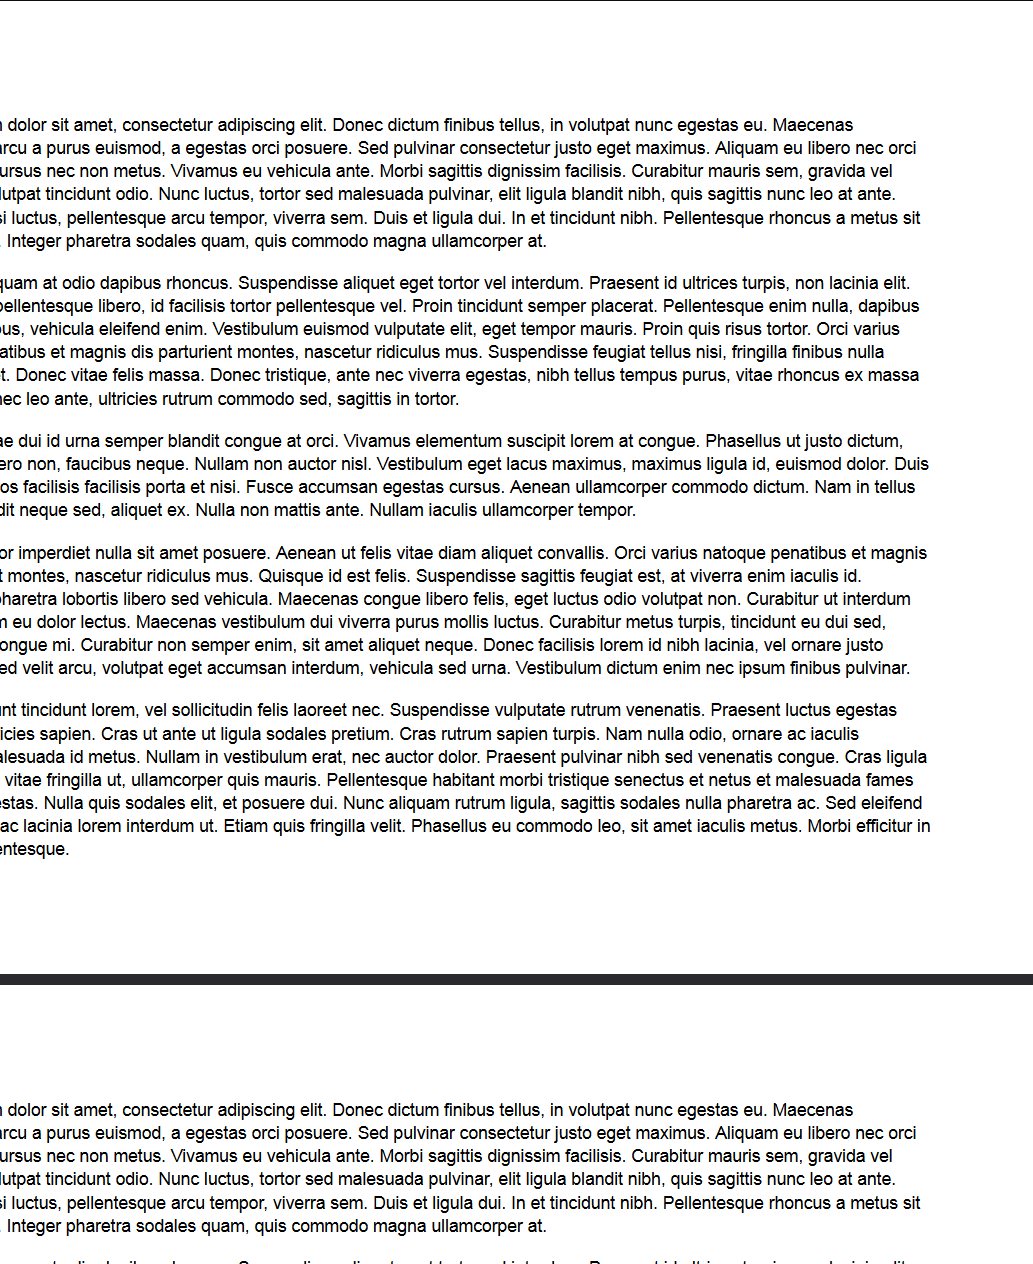 dolor sit amet, consectetur adipiscing elit. Donec dictum finibus tellus, in volutpat nunc egestas eu. Maecenas
a purus euismod, a egestas orci posuere. Sed pulvinar consectetur justo eget maximus. Aliquam eu libero nec orci
nec non metus. Vivamus eu vehicula ante. Morbi sagittis dignissim facilisis. Curabitur mauris sem, gravida vel
tincidunt odio. Nunc luctus, tortor sed malesuada pulvinar, elit ligula blandit nibh, quis sagittis nunc leo at ante.
luctus, pellentesque arcu tempor, viverra sem. Duis et ligula dui. In et tincidunt nibh. Pellentesque rhoncus a metus sit
. Integer pharetra sodales quam, quis commodo magna ullamcorper at.
quam at odio dapibus rhoncus. Suspendisse aliquet eget tortor vel interdum. Praesent id ultrices turpis, non lacinia elit.
pellentesque libero, id facilisis tortor pellentesque vel. Proin tincidunt semper placerat. Pellentesque enim nulla, dapibus
us, vehicula eleifend enim. Vestibulum euismod vulputate elit, eget tempor mauris. Proin quis risus tortor. Orci varius
atibus et magnis dis parturient montes, nascetur ridiculus mus. Suspendisse feugiat tellus nisi, fringilla finibus nulla
t. Donec vitae felis massa. Donec tristique, ante nec viverra egestas, nibh tellus tempus purus, vitae rhoncus ex massa
nec leo ante, ultricies rutrum commodo sed, sagittis in tortor.
ae dui id urna semper blandit congue at orci. Vivamus elementum suscipit lorem at congue. Phasellus ut justo dictum,
ero non, faucibus neque. Nullam non auctor nisl. Vestibulum eget lacus maximus, maximus ligula id, euismod dolor. Duis
os facilisis facilisis porta et nisi. Fusce accumsan egestas cursus. Aenean ullamcorper commodo dictum. Nam in tellus
dit neque sed, aliquet ex. Nulla non mattis ante. Nullam iaculis ullamcorper tempor.
or imperdiet nulla sit amet posuere. Aenean ut felis vitae diam aliquet convallis. Orci varius natoque penatibus et magnis
t montes, nascetur ridiculus mus. Quisque id est felis. Suspendisse sagittis feugiat est, at viverra enim iaculis id.
pharetra lobortis libero sed vehicula. Maecenas congue libero felis, eget luctus odio volutpat non. Curabitur ut interdum
eu dolor lectus. Maecenas vestibulum dui viverra purus mollis luctus. Curabitur metus turpis, tincidunt eu dui sed,
ongue mi. Curabitur non semper enim, sit amet aliquet neque. Donec facilisis lorem id nibh lacinia, vel ornare justo
ed velit arcu, volutpat eget accumsan interdum, vehicula sed urna. Vestibulum dictum enim nec ipsum finibus pulvinar.
nt tincidunt lorem, vel sollicitudin felis laoreet nec. Suspendisse vulputate rutrum venenatis. Praesent luctus egestas
icies sapien. Cras ut ante ut ligula sodales pretium. Cras rutrum sapien turpis. Nam nulla odio, ornare ac iaculis
alesuada id metus. Nullam in vestibulum erat, nec auctor dolor. Praesent pulvinar nibh sed venenatis congue. Cras ligula
vitae fringilla ut, ullamcorper quis mauris. Pellentesque habitant morbi tristique senectus et netus et malesuada fames
estas. Nulla quis sodales elit, et posuere dui. Nunc aliquam rutrum ligula, sagittis sodales nulla pharetra ac. Sed eleifend
ac lacinia lorem interdum ut. Etiam quis fringilla velit. Phasellus eu commodo leo, sit amet iaculis metus. Morbi efficitur in
entesque.
dolor sit amet, consectetur adipiscing elit. Donec dictum finibus tellus, in volutpat nunc egestas eu. Maecenas
a purus euismod, a egestas orci posuere. Sed pulvinar consectetur justo eget maximus. Aliquam eu libero nec orci
nec non metus. Vivamus eu vehicula ante. Morbi sagittis dignissim facilisis. Curabitur mauris sem, gravida vel
tincidunt odio. Nunc luctus, tortor sed malesuada pulvinar, elit ligula blandit nibh, quis sagittis nunc leo at ante.
luctus, pellentesque arcu tempor, viverra sem. Duis et ligula dui. In et tincidunt nibh. Pellentesque rhoncus a metus sit
. Integer pharetra sodales quam, quis commodo magna ullamcorper at.